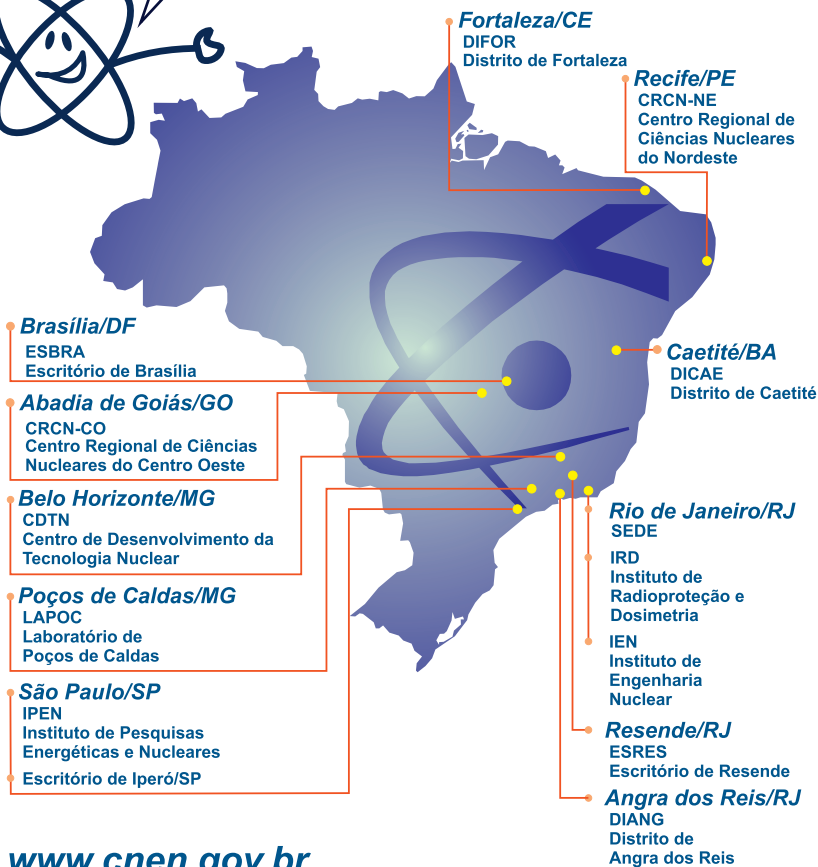 Fortaleza/CE
DIFOR
Distrito de Fortaleza
Recife/PE
CRCN-NE
Centro Regional de
Ciências Nucleares
do Nordeste
Brasília/DF
ESBRA
Escritório de Brasília
Caetité/BA
DICAE
Distrito de Caetité
Abadia de Goiás/GO
CRCN-CO
Centro Regional de Ciências
Nucleares do Centro Oeste
Belo Horizonte/MG
CDTN
Centro de Desenvolvimento da
Tecnologia Nuclear
Poços de Caldas/MG
LAPOC
Laboratório de
Poços de Caldas
São Paulo/SP
IPEN
Instituto de Pesquisas
Energéticas e Nucleares
Escritório de Iperó/SP
Rio de Janeiro/RJ
SEDE
IRD
Instituto de
Radioproteção e
Dosimetria
IEN
Instituto de
Engenharia
Nuclear
Resende/RJ
ESRES
Escritório de Resende
Angra dos Reis/RJ
DIANG
Distrito de
Angra dos Reis
www.cnen.gov.br